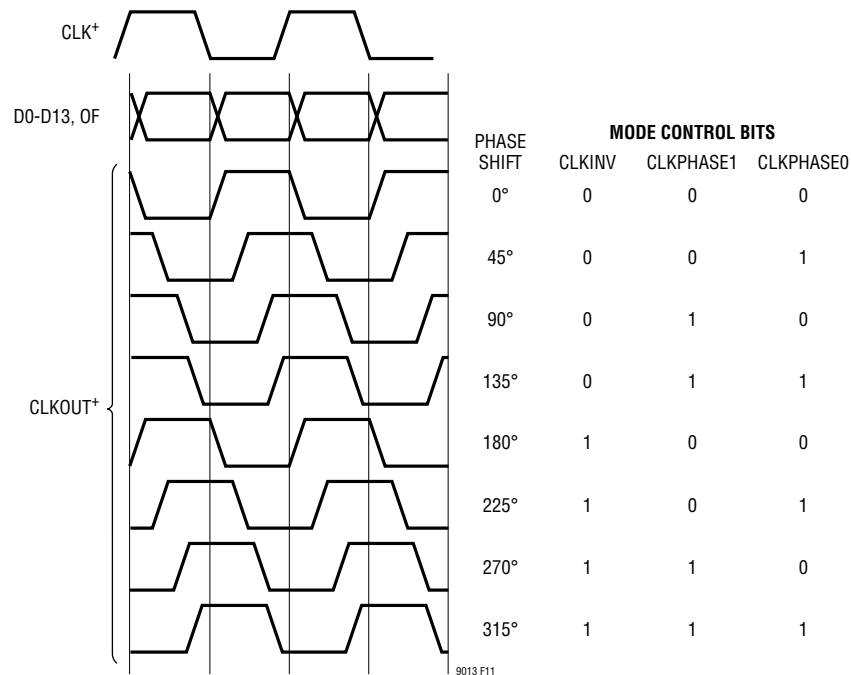 CLK+
D0-D13, OF
CLKOUT+
PHASE SHIFT
MODE CONTROL BITS
CLKINV CLKPHASE1 CLKPHASE0
0° 0 0 0
45° 0 0 1
90° 0 1 0
135° 0 1 1
180° 1 0 0
225° 1 0 1
270° 1 1 0
315° 1 1 1
9013 F11